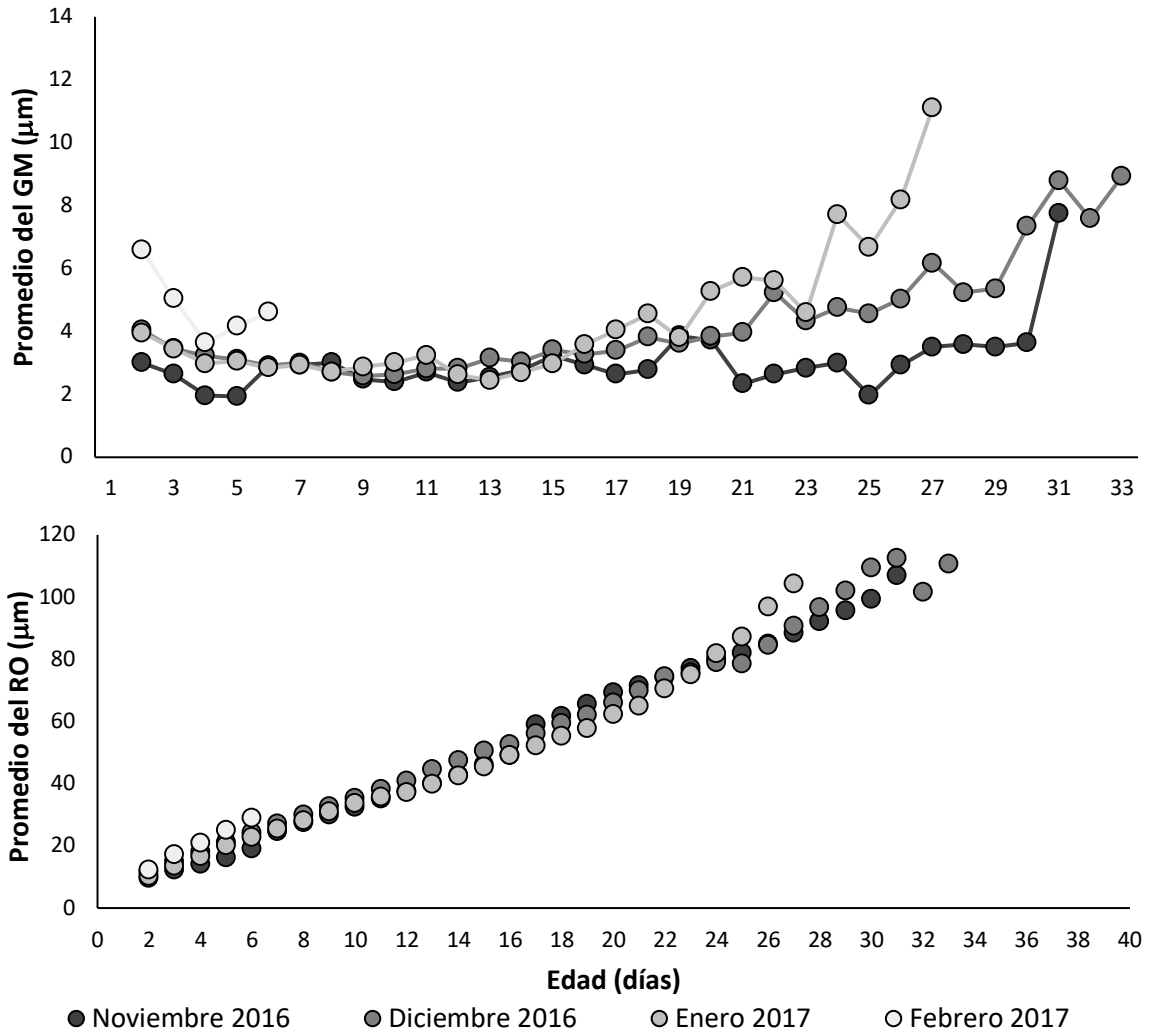 14
12
10
8
6
4
2
0
Promedio del GM (μm)
1 3 5 7 9 11 13 15 17 19 21 23 25 27 29 31 33
120
100
80
60
40
20
0
Promedio del RO (μm)
0 2 4 6 8 10 12 14 16 18 20 22 24 26 28 30 32 34 36 38 40
Edad (días)
Noviembre 2016 Diciembre 2016 Enero 2017 Febrero 2017